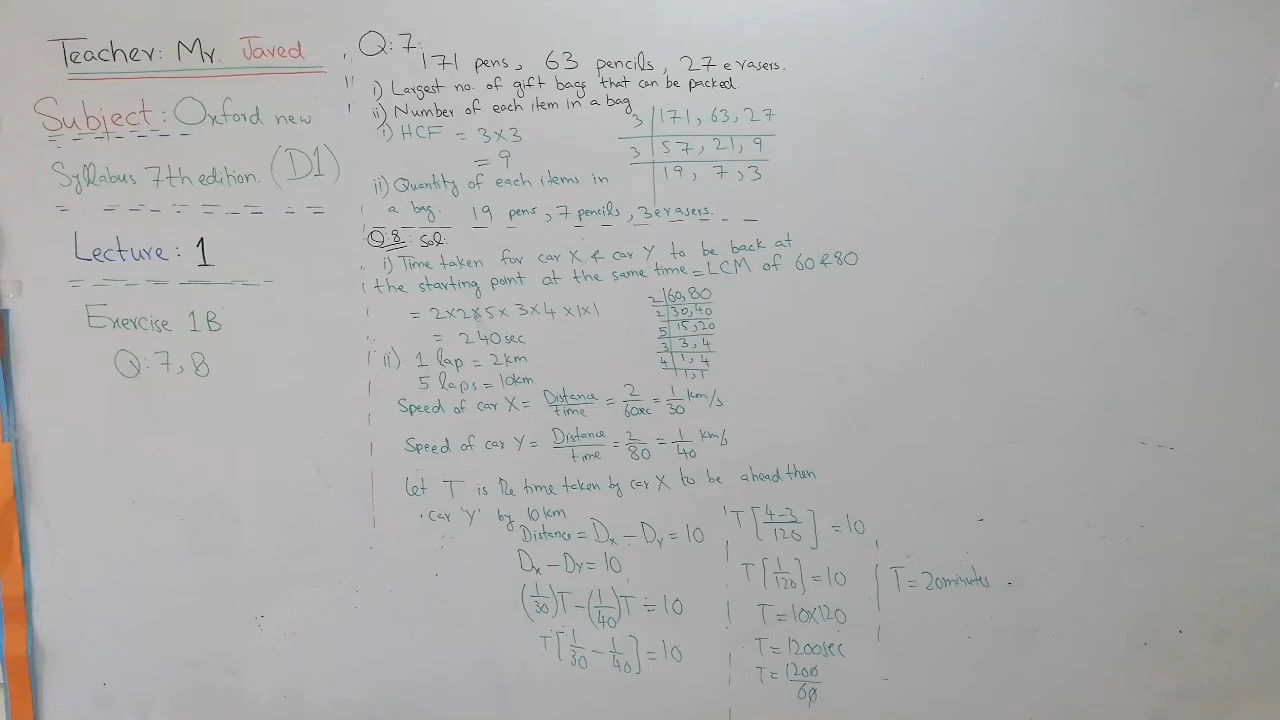 Teacher: Mr. Javed
Subject: Oxford new
Syllabus 7th edition. (D1)
Lecture: 1
Exercise 1B
Q:7,8
Q:7:
171 pens, 63 pencils, 27 erasers.
i) Largest no. of gift bags that can be packed.
ii) Number of each item in a bag
i) HCF = 3×3
= 9
3 | 171, 63, 27
3 | 57, 21, 9
19, 7, 3
ii) Quantity of each items in
a bag. 19 pens, 7 pencils, 3 erasers.
Q:8: sol:
i) Time taken for car X & car Y to be back at
the starting point at the same time = LCM of 60 & 80
= 2×2×5×3×4×1×1
= 240sec
2 | 60, 80
2 | 30, 40
5 | 15, 20
3 | 3, 4
4 | 1, 4
1, 1
ii) 1 lap = 2km
5 laps = 10km
Speed of car X = Distance/time = 2/60sec = 1/30 km/s
Speed of car Y = Distance/time = 2/80 = 1/40 km/s
Let T is the time taken by car X to be ahead then
car 'Y' by 10km
Distance = Dx - Dy = 10
Dx - Dy = 10
(1/30)T - (1/40)T = 10
T[1/30 - 1/40] = 10
T[4-3/120] = 10
T[1/120] = 10
T = 10×120
T = 1200sec
T = 1200/60
T = 20minutes